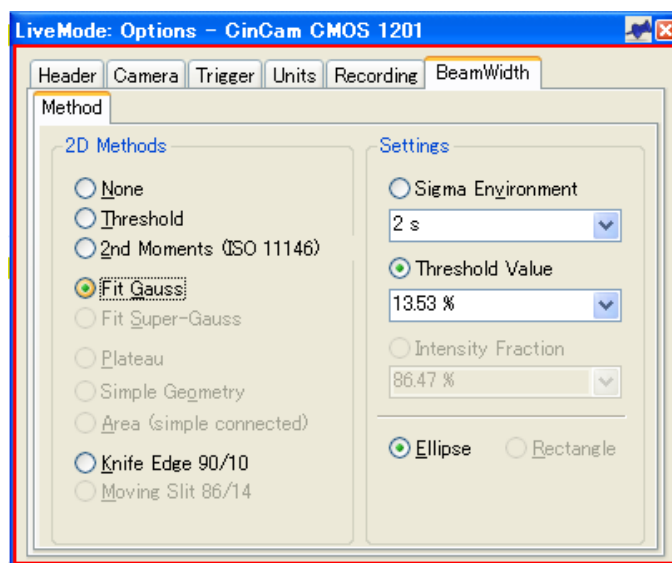 LiveMode: Options - CinCam CMOS 1201
Header Camera Trigger Units Recording BeamWidth
Method
2D Methods
None
Threshold
2nd Moments (ISO 11146)
Fit Gauss
Fit Super-Gauss
Plateau
Simple Geometry
Area (simple connected)
Knife Edge 90/10
Moving Slit 86/14
Settings
Sigma Environment
2 s
Threshold Value
13.53 %
Intensity Fraction
86.47 %
Ellipse Rectangle